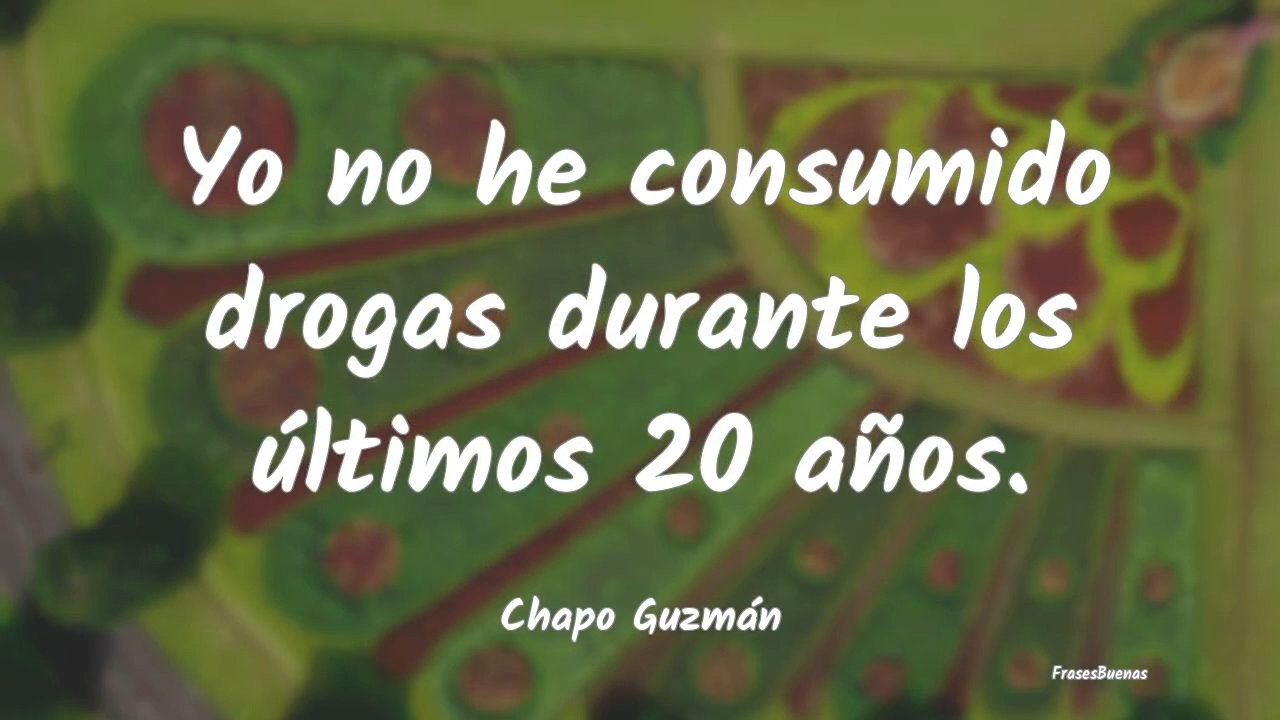 Yo no he consumido
drogas durante los
últimos 20 años.
Chapo Guzmán
FrasesBuenas